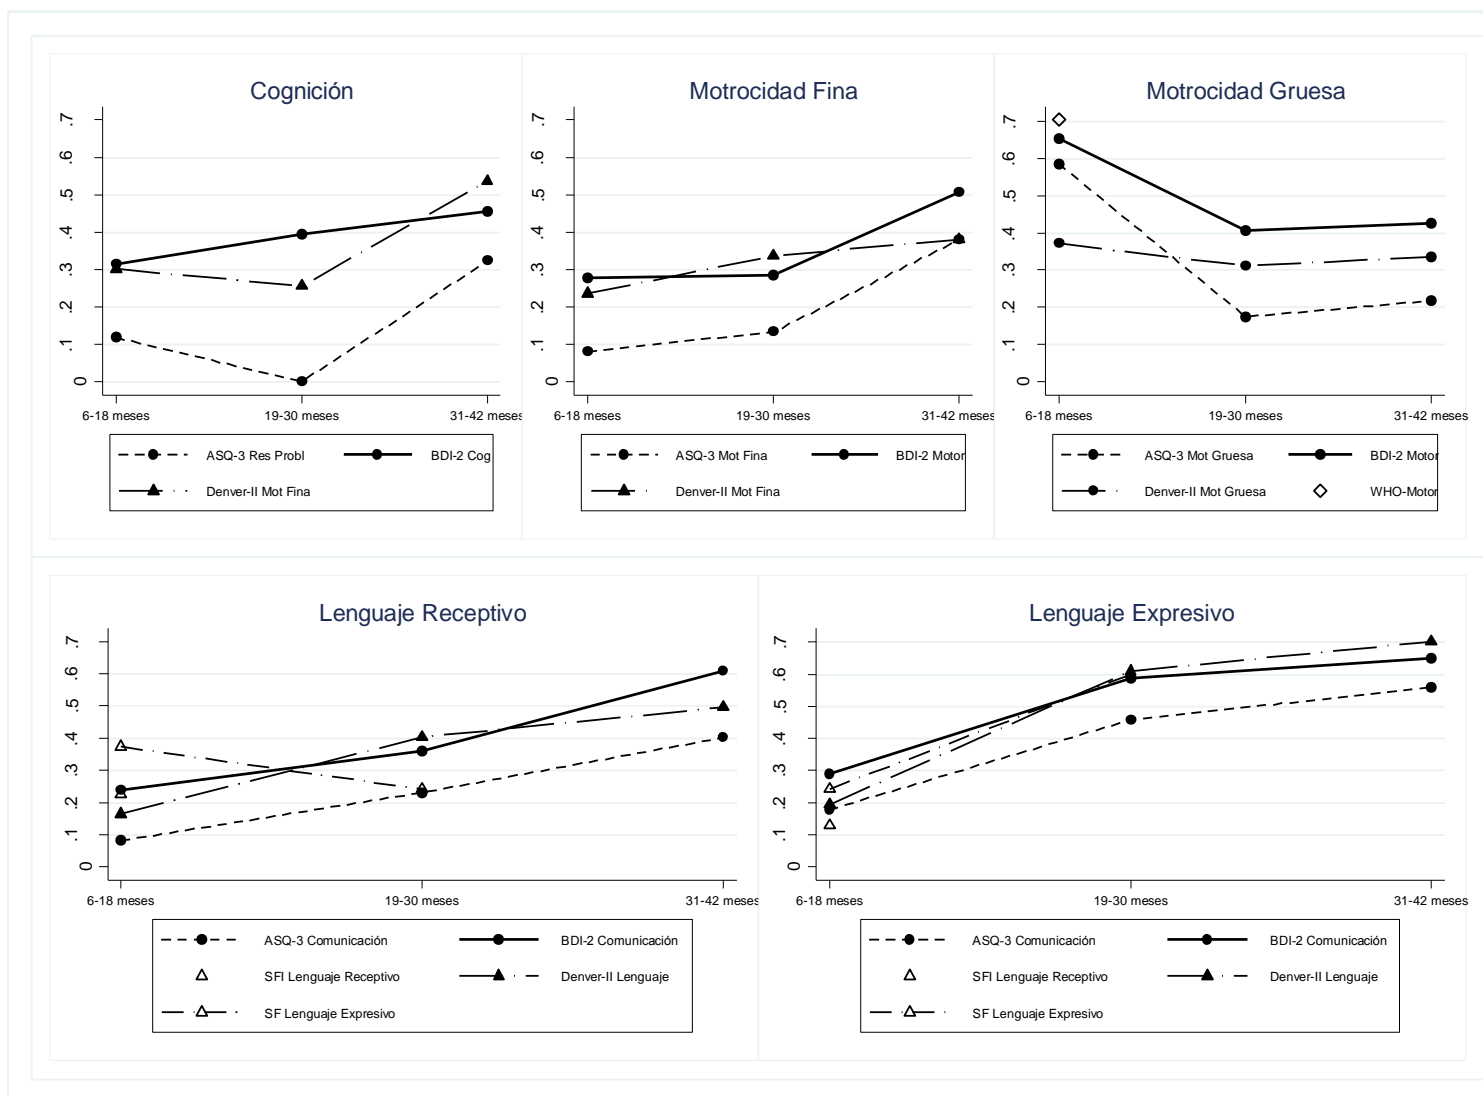 Cognición
.7
.6
.5
.4
.3
.2
.1
0
6-18 meses 19-30 meses 31-42 meses
ASQ-3 Res Probl BDI-2 Cog
Denver-II Mot Fina
Motrocidad Fina
.7
.6
.5
.4
.3
.2
.1
0
6-18 meses 19-30 meses 31-42 meses
ASQ-3 Mot Fina BDI-2 Motor
Denver-II Mot Fina
Motrocidad Gruesa
.7
.6
.5
.4
.3
.2
.1
0
6-18 meses 19-30 meses 31-42 meses
ASQ-3 Mot Gruesa BDI-2 Motor
Denver-II Mot Gruesa WHO-Motor
Lenguaje Receptivo
.7
.6
.5
.4
.3
.2
.1
0
6-18 meses 19-30 meses 31-42 meses
ASQ-3 Comunicación BDI-2 Comunicación
SFI Lenguaje Receptivo Denver-II Lenguaje
SF Lenguaje Expresivo
Lenguaje Expresivo
.7
.6
.5
.4
.3
.2
.1
0
6-18 meses 19-30 meses 31-42 meses
ASQ-3 Comunicación BDI-2 Comunicación
SFI Lenguaje Receptivo Denver-II Lenguaje
SF Lenguaje Expresivo